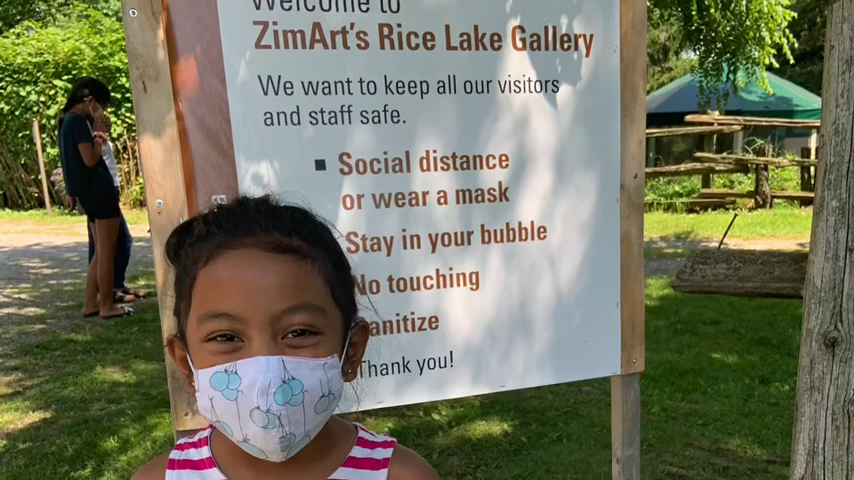 Welcome to
ZimArt's Rice Lake Gallery
We want to keep all our visitors
and staff safe.
Social distance
or wear a mask
Stay in your bubble
No touching
Sanitize
Thank you!